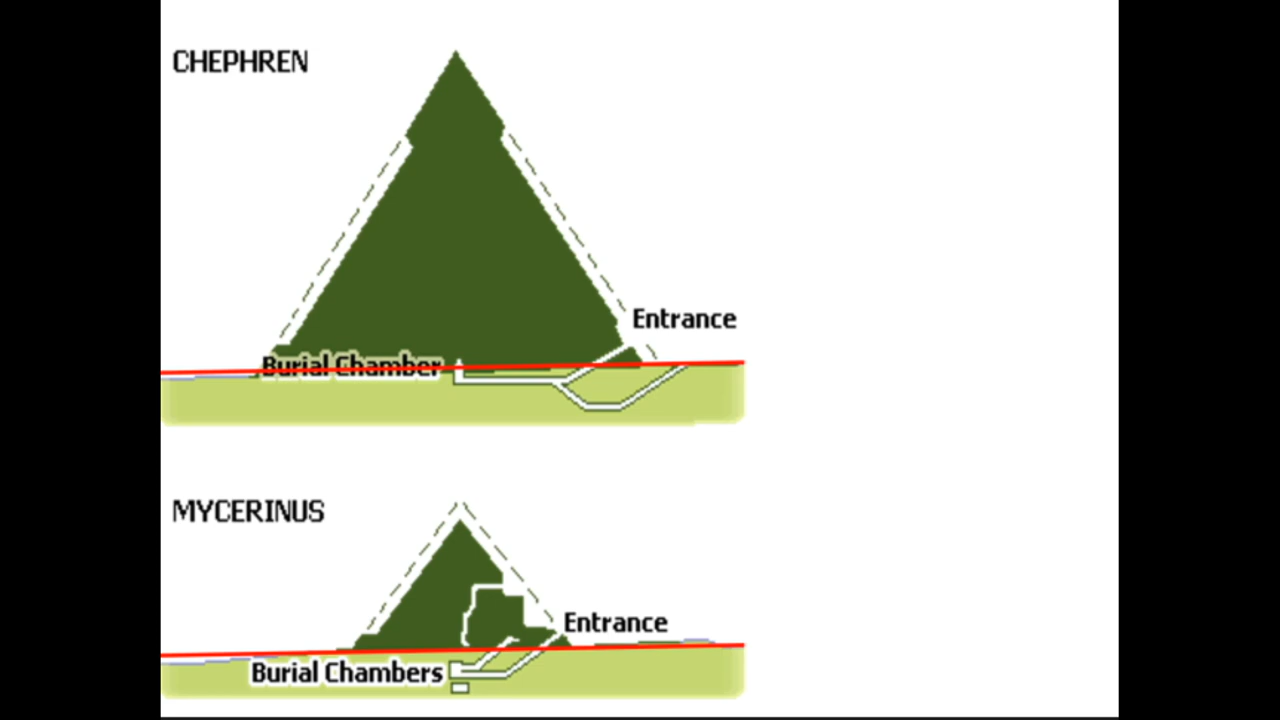 CHEPHREN
Entrance
Burial Chamber
MYCERINUS
Entrance
Burial Chambers